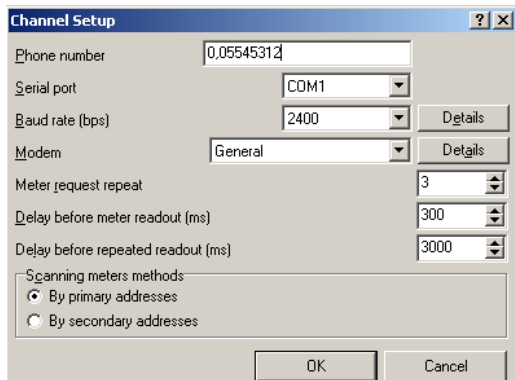 Channel Setup
Phone number 0,05545312
Serial port COM1
Baud rate (bps) 2400 Details
Modem General Details
Meter request repeat 3
Delay before meter readout (ms) 300
Delay before repeated readout (ms) 3000
Scanning meters methods
By primary addresses
By secondary addresses
OK Cancel